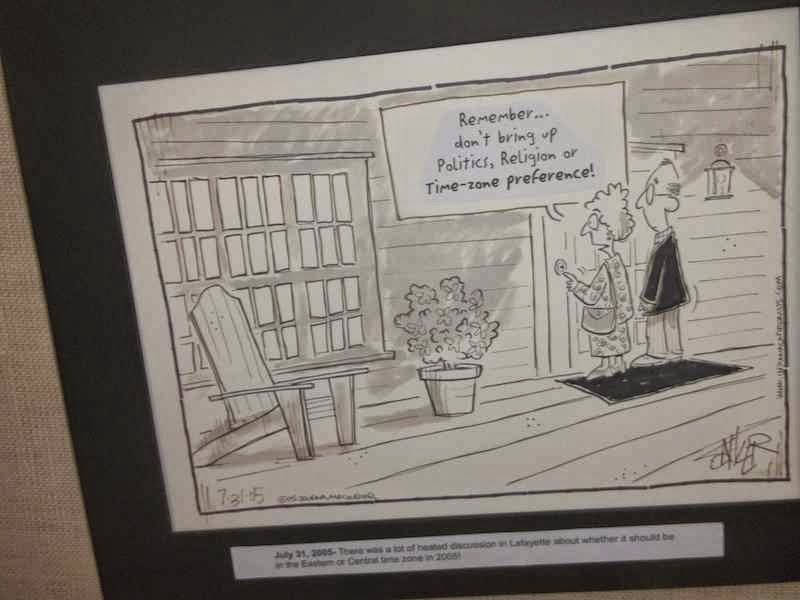 Remember...
don't bring up
Politics, Religion or
Time-zone preference!
7·31·05
July 31, 2005- There was a lot of heated discussion in Lafayette about whether it should be
in the Eastern or Central time zone in 2005!